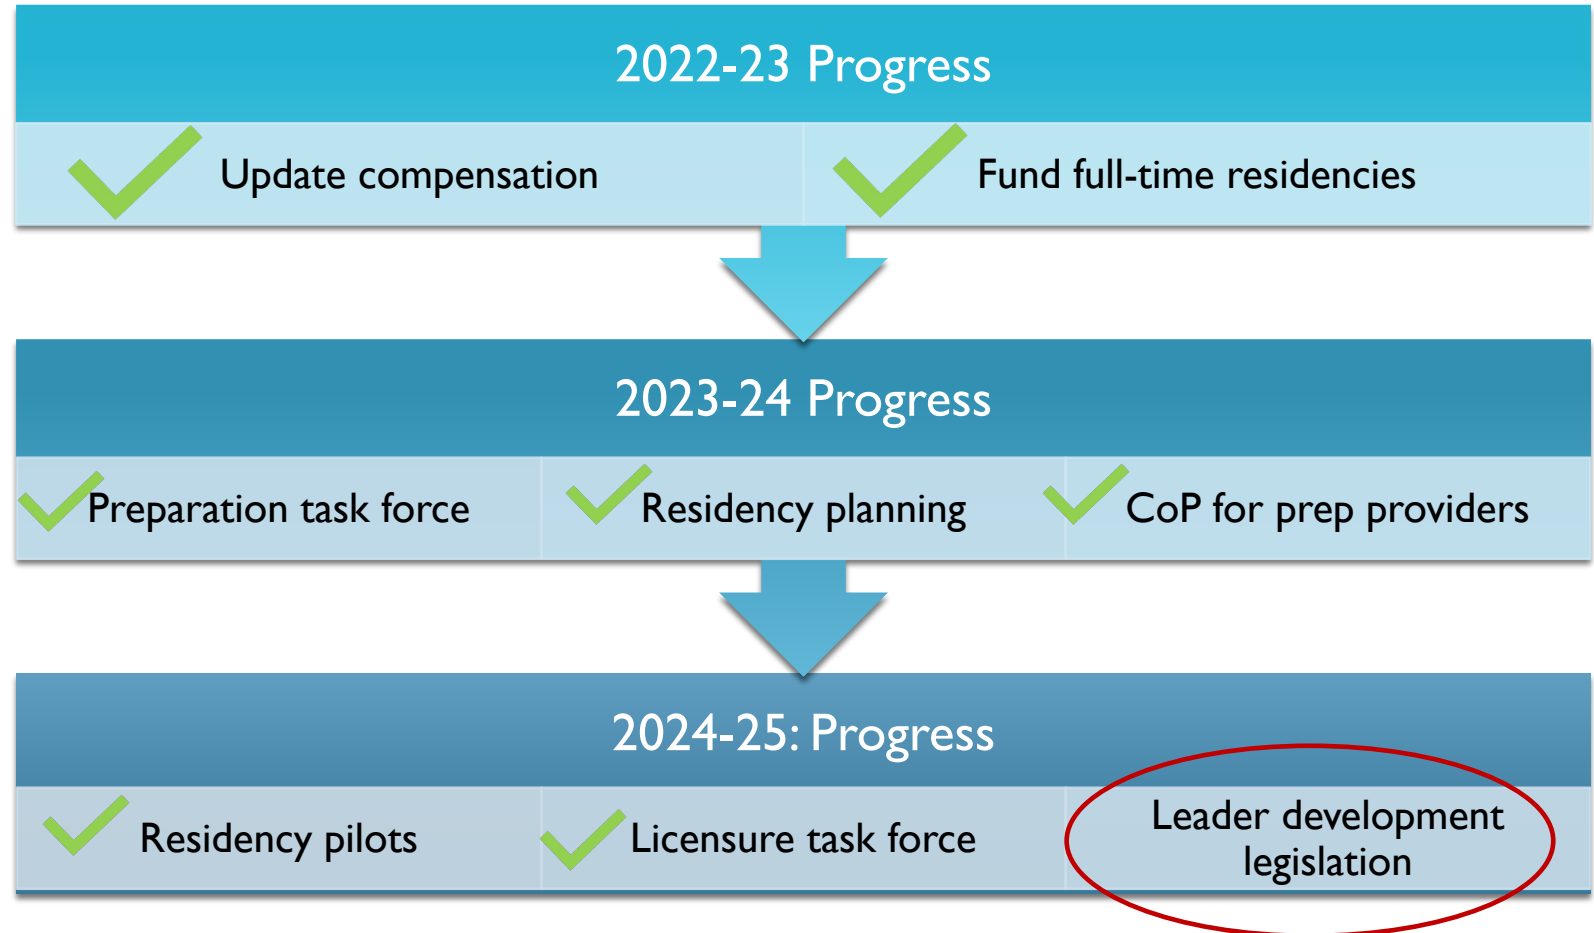 2022-23 Progress
Update compensation
Fund full-time residencies
2023-24 Progress
Preparation task force
Residency planning
CoP for prep providers
2024-25: Progress
Residency pilots
Licensure task force
Leader development
legislation